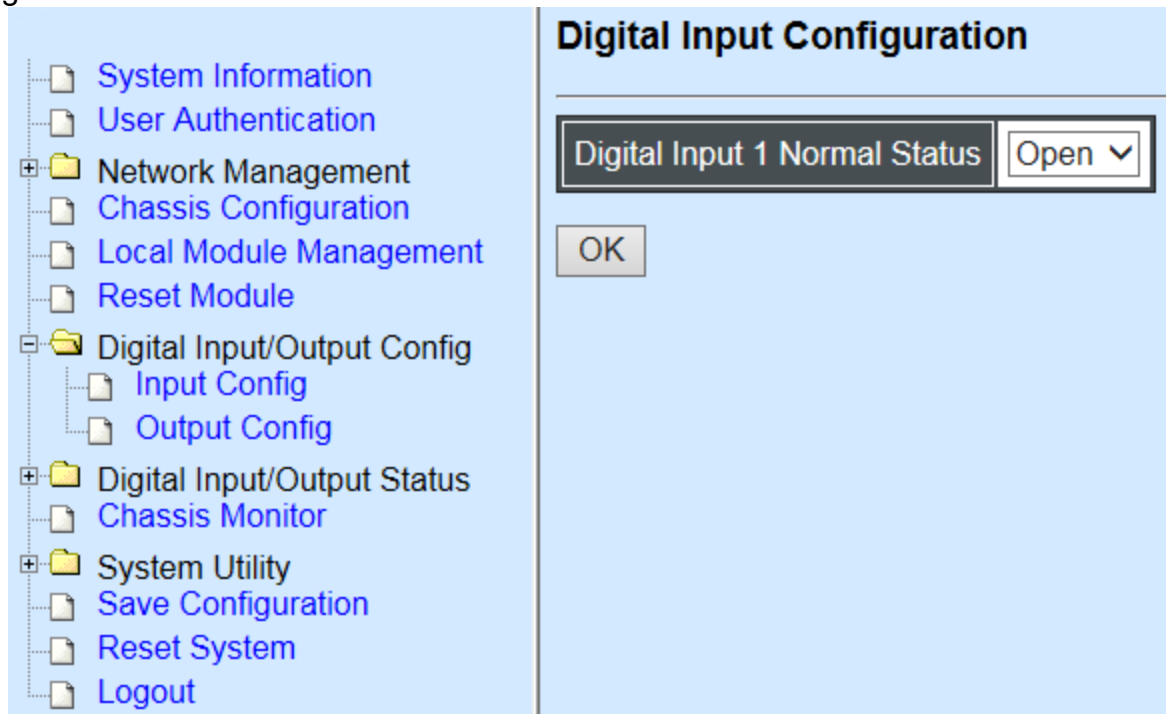 g
System Information
User Authentication
Network Management
Chassis Configuration
Local Module Management
Reset Module
Digital Input/Output Config
Input Config
Output Config
Digital Input/Output Status
Chassis Monitor
System Utility
Save Configuration
Reset System
Logout
Digital Input Configuration
Digital Input 1 Normal Status Open
OK